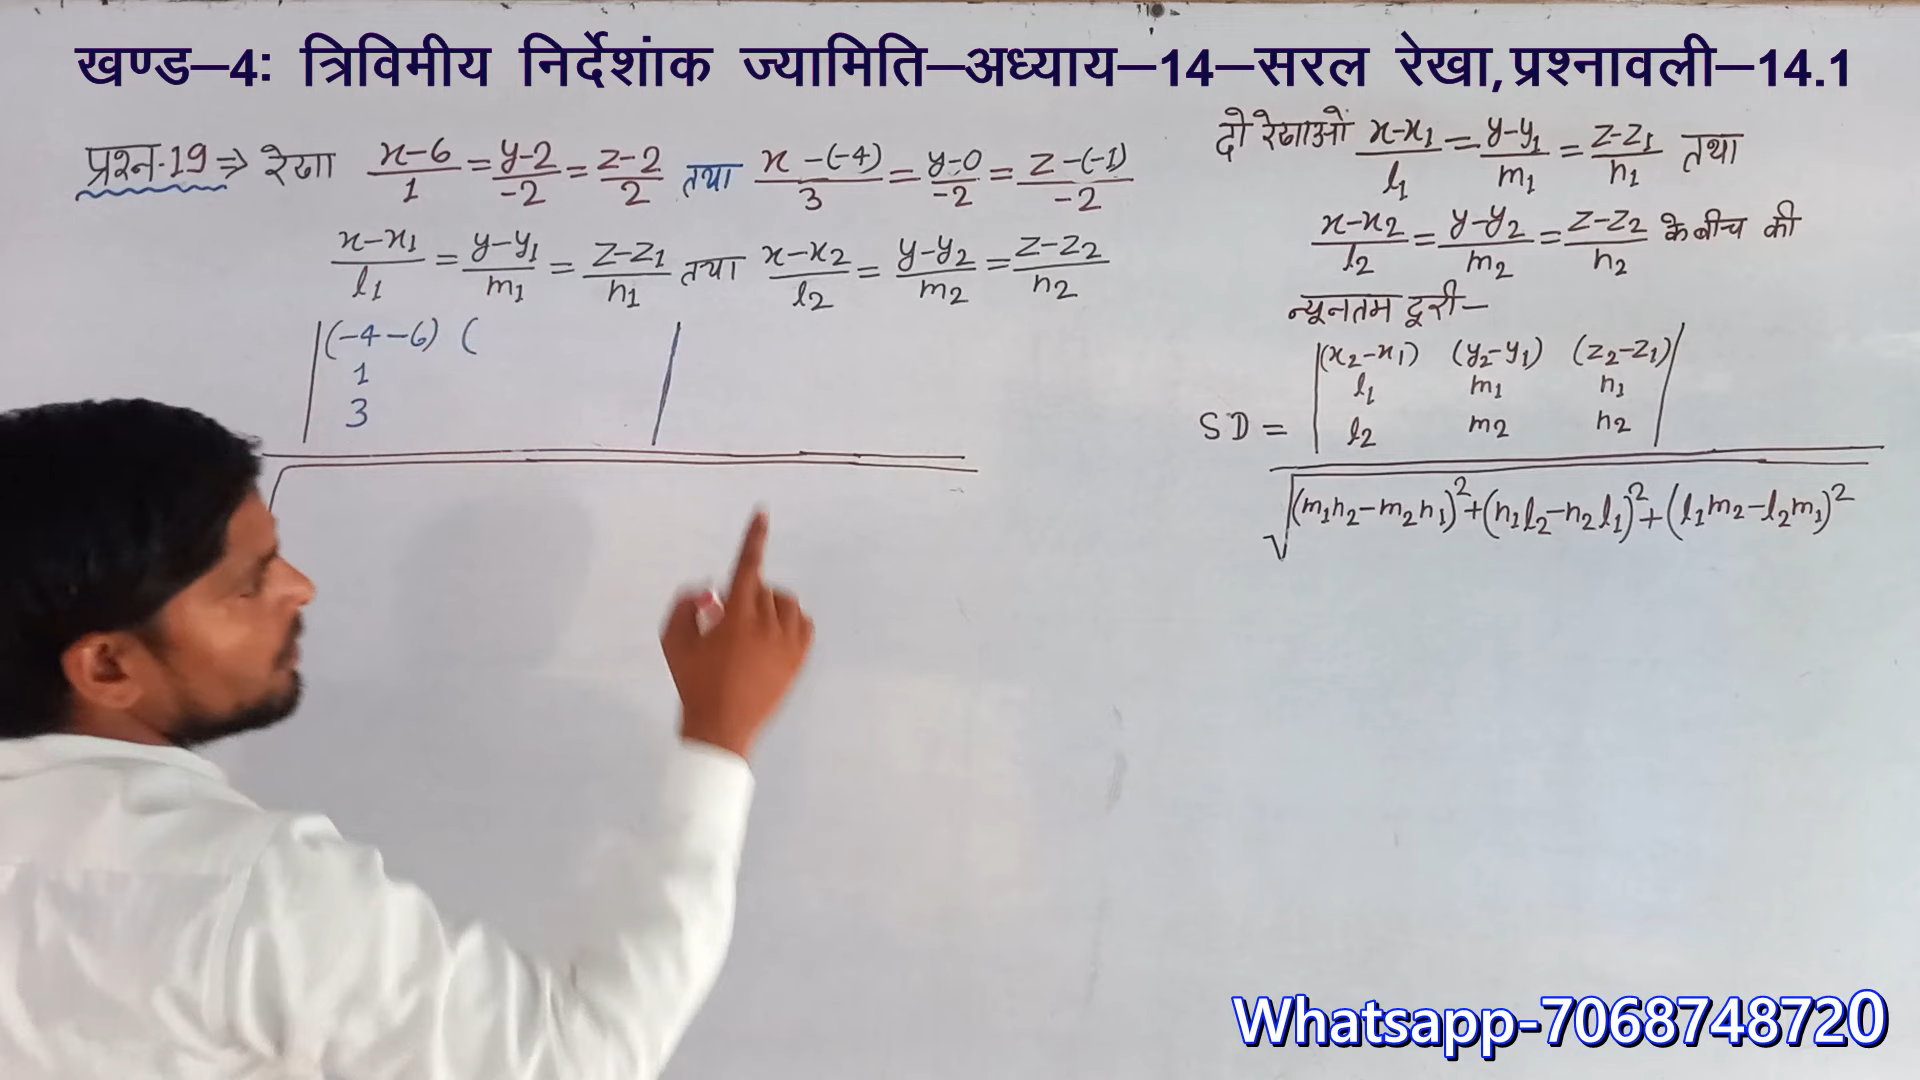 खण्ड–4: त्रिविमीय निर्देशांक ज्यामिति–अध्याय–14–सरल रेखा,प्रश्नावली–14.1
प्रश्न.19⇒ रेखा (x-6)/1 = (y-2)/-2 = (z-2)/2 तथा (x-(-4))/3 = (y-0)/-2 = (z-(-1))/-2
(x-x₁)/l₁ = (y-y₁)/m₁ = (z-z₁)/n₁ तथा (x-x₂)/l₂ = (y-y₂)/m₂ = (z-z₂)/n₂
|(-4-6) ( |
1
3
दो रेखाओं (x-x₁)/l₁ = (y-y₁)/m₁ = (z-z₁)/n₁ तथा
(x-x₂)/l₂ = (y-y₂)/m₂ = (z-z₂)/n₂ के बीच की
न्यूनतम दूरी–
|(x₂-x₁) (y₂-y₁) (z₂-z₁)|
l₁ m₁ n₁
SD = l₂ m₂ n₂
√(m₁n₂-m₂n₁)²+(n₁l₂-n₂l₁)²+(l₁m₂-l₂m₁)²
Whatsapp-7068748720